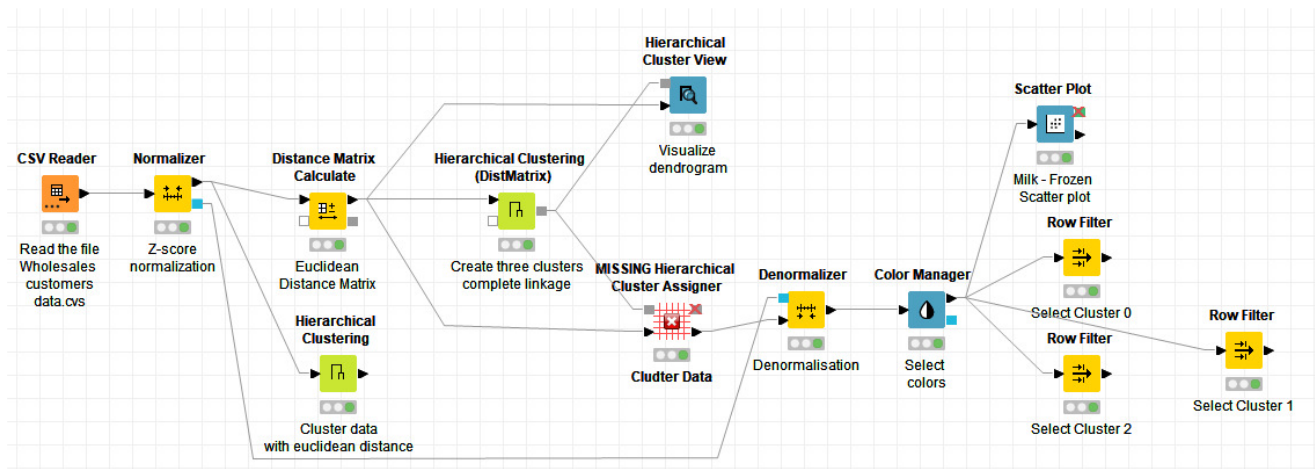 Hierarchical
Cluster View
Visualize
dendrogram
Scatter Plot
Milk - Frozen
Scatter plot
CSV Reader
Read the file
Wholesales
customers
data.cvs
Normalizer
Z-score
normalization
Distance Matrix
Calculate
Euclidean
Distance Matrix
Hierarchical Clustering
(DistMatrix)
Create three clusters
complete linkage
Hierarchical
Clustering
Cluster data
with euclidean distance
MISSING Hierarchical
Cluster Assigner
Cludter Data
Denormalizer
Denormalisation
Color Manager
Select
colors
Row Filter
Select Cluster 0
Row Filter
Select Cluster 2
Row Filter
Select Cluster 1